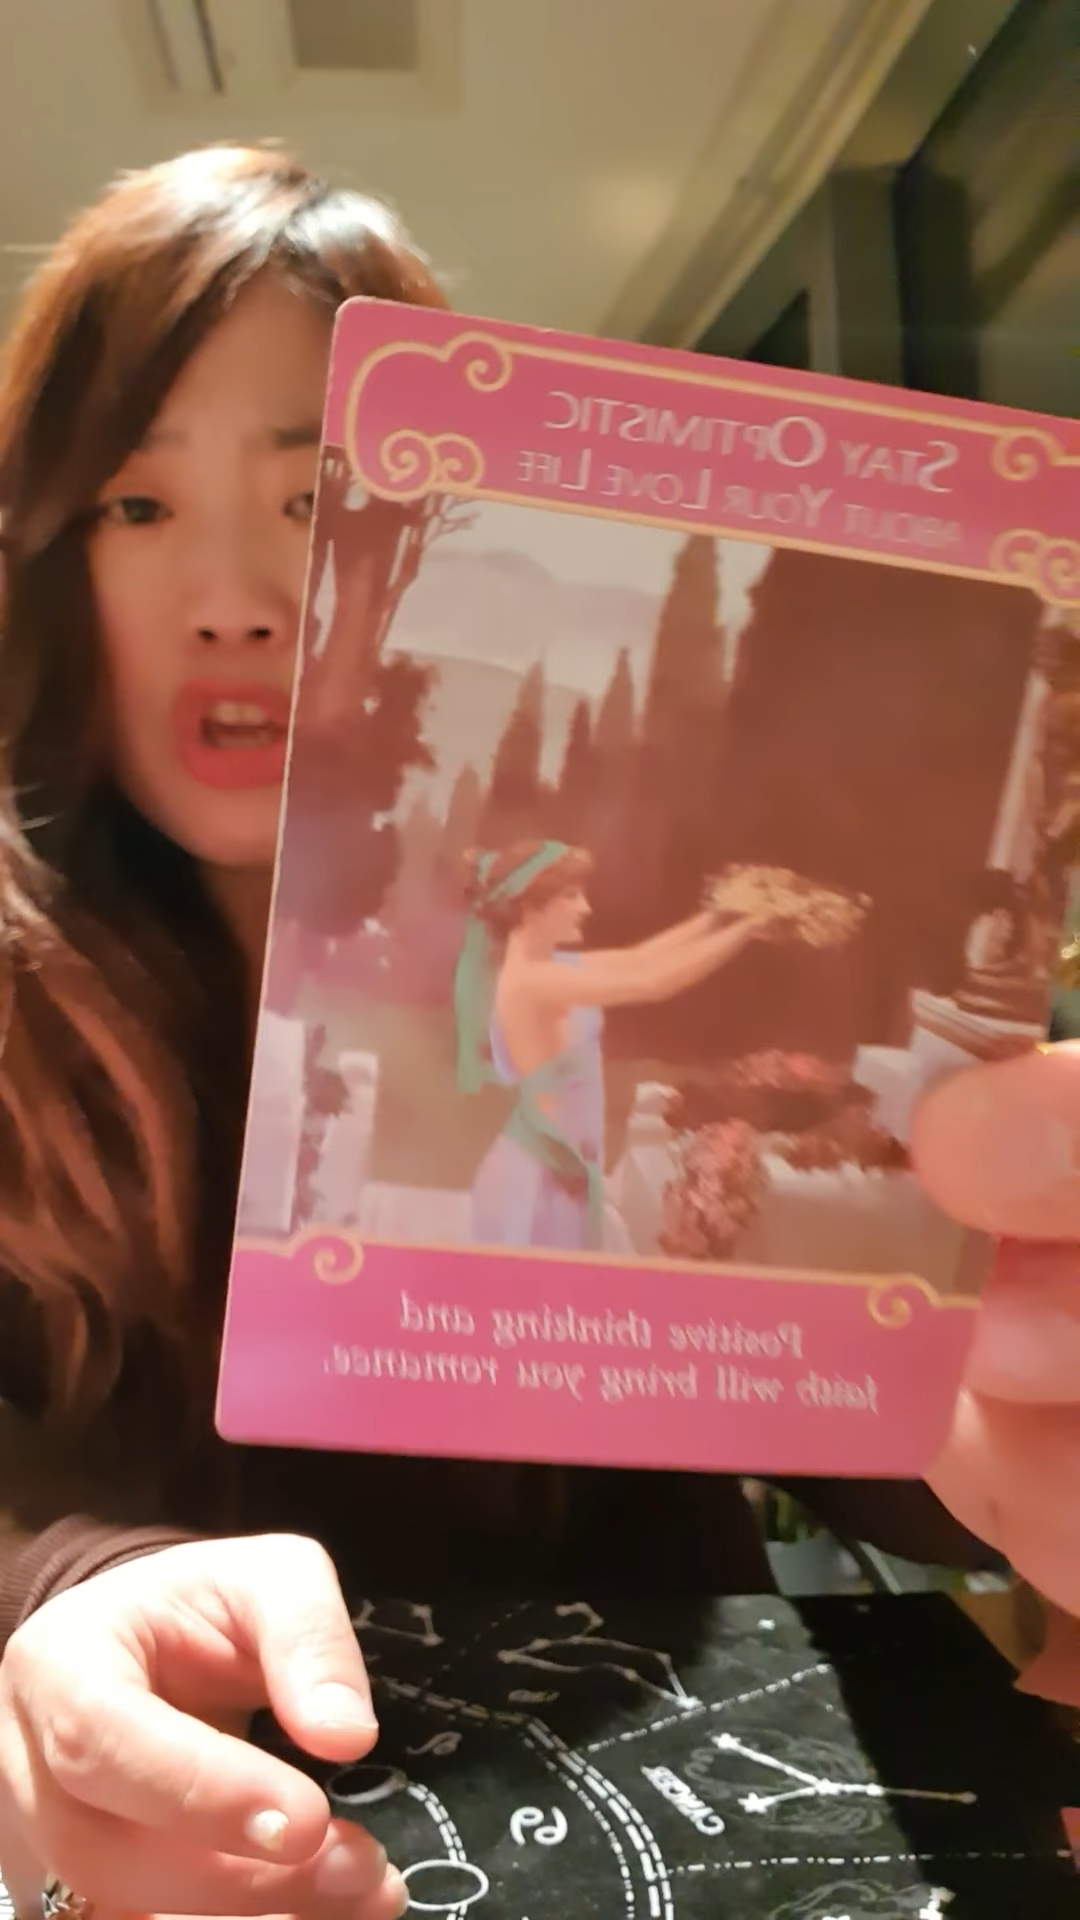 STAY OPTIMISTIC
ABOUT YOUR LOVE LIFE
Positive thinking and
faith will bring you romance.
CANCER